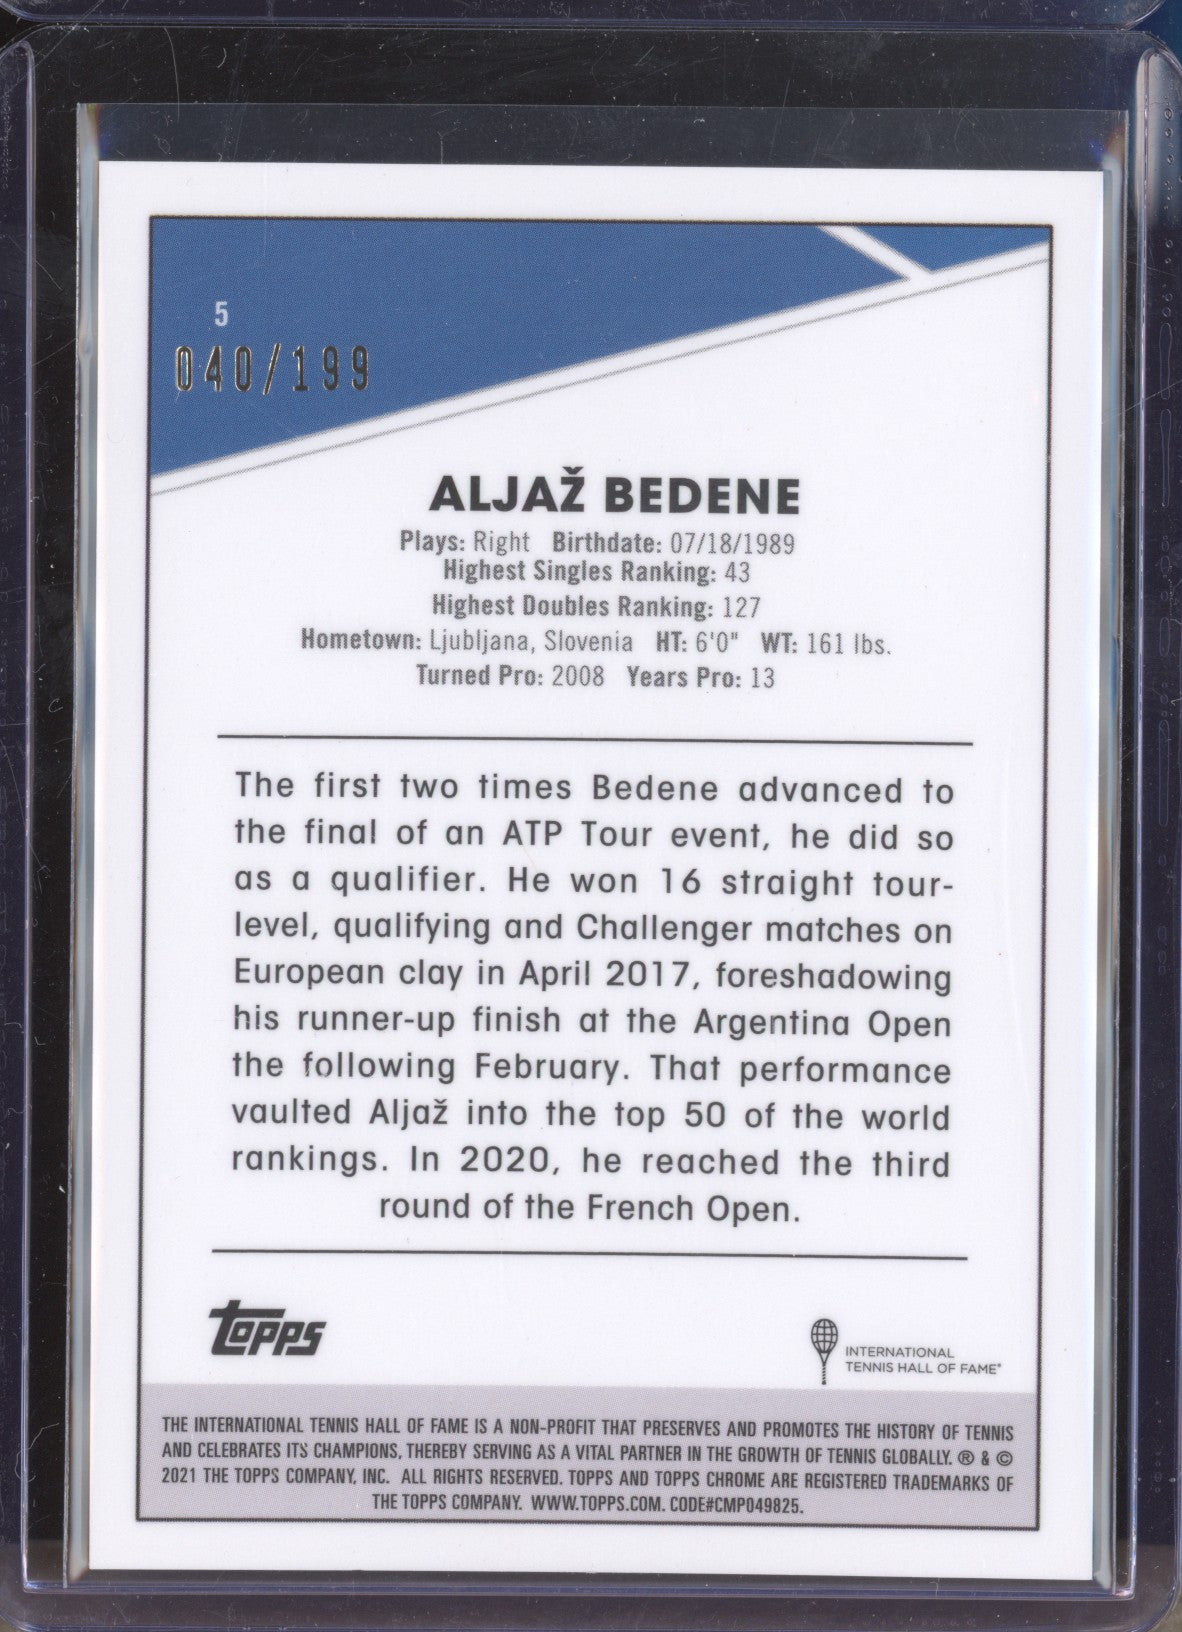 5
040/199
ALJAŽ BEDENE
Plays: Right Birthdate: 07/18/1989
Highest Singles Ranking: 43
Highest Doubles Ranking: 127
Hometown: Ljubljana, Slovenia HT: 6'0" WT: 161 lbs.
Turned Pro: 2008 Years Pro: 13
The first two times Bedene advanced to
the final of an ATP Tour event, he did so
as a qualifier. He won 16 straight tour-
level, qualifying and Challenger matches on
European clay in April 2017, foreshadowing
his runner-up finish at the Argentina Open
the following February. That performance
vaulted Aljaž into the top 50 of the world
rankings. In 2020, he reached the third
round of the French Open.
Topps
INTERNATIONAL
TENNIS HALL OF FAME®
THE INTERNATIONAL TENNIS HALL OF FAME IS A NON-PROFIT THAT PRESERVES AND PROMOTES THE HISTORY OF TENNIS
AND CELEBRATES ITS CHAMPIONS, THEREBY SERVING AS A VITAL PARTNER IN THE GROWTH OF TENNIS GLOBALLY. ® & ©
2021 THE TOPPS COMPANY, INC. ALL RIGHTS RESERVED. TOPPS AND TOPPS CHROME ARE REGISTERED TRADEMARKS OF
THE TOPPS COMPANY. WWW.TOPPS.COM. CODE#CMP049825.